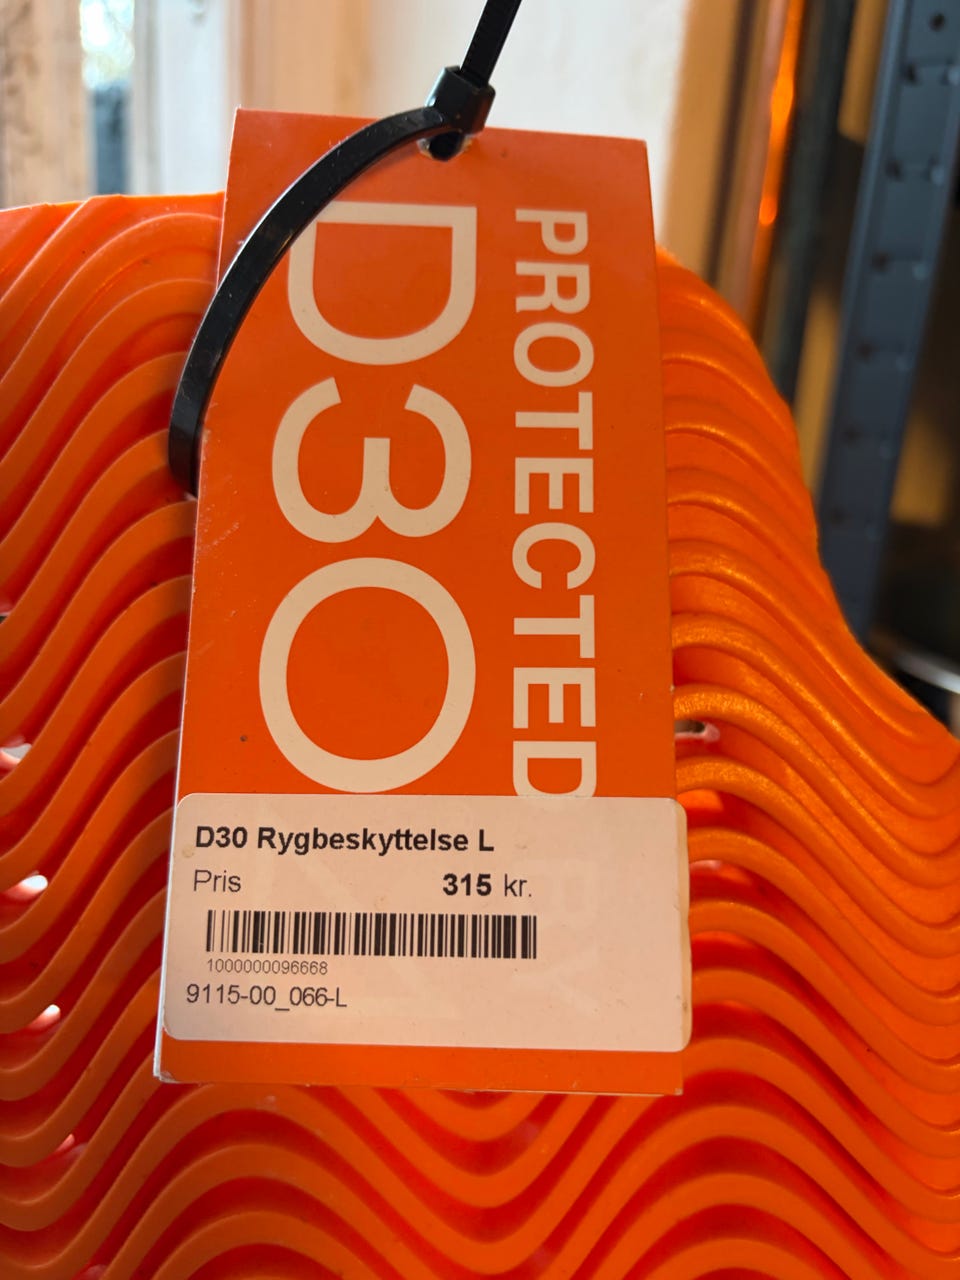 PROTECTED
D3O
D30 Rygbeskyttelse L
Pris 315 kr.
1000000096668
9115-00_066-L